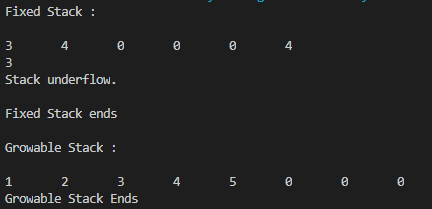 Fixed Stack :
3 4 0 0 0 4
3
Stack underflow.
Fixed Stack ends
Growable Stack :
1 2 3 4 5 0 0 0
Growable Stack Ends